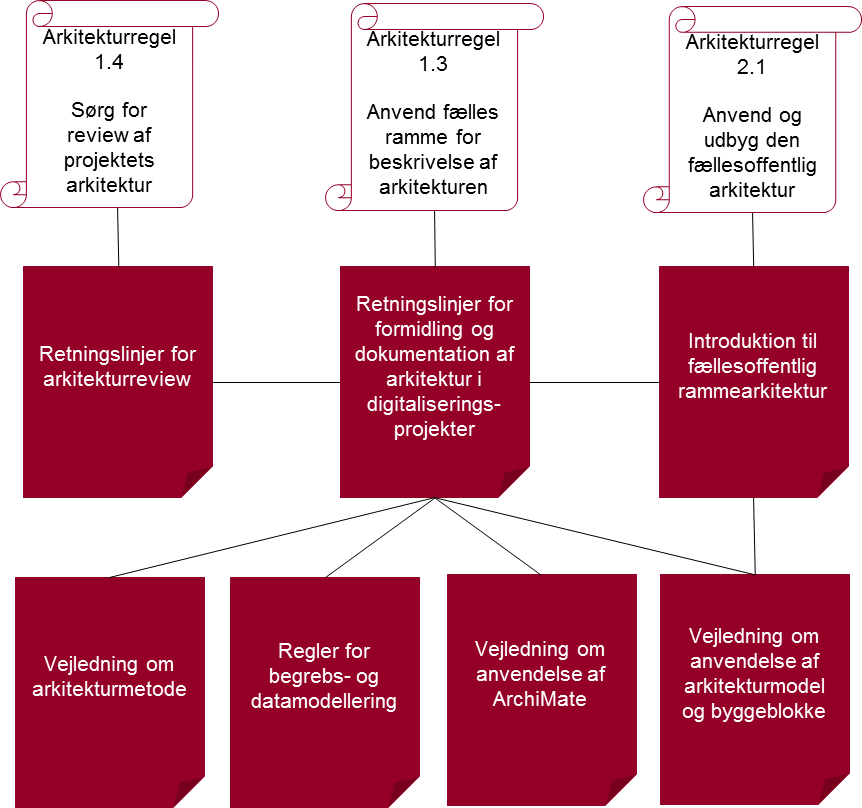 Arkitekturregel
1.4
Sørg for
review af
projektets
arkitektur
Arkitekturregel
1.3
Anvend fælles
ramme for
beskrivelse af
arkitekturen
Arkitekturregel
2.1
Anvend og
udbyg den
fællesoffentlig
arkitektur
Retningslinjer for
arkitekturreview
Retningslinjer for
formidling og
dokumentation af
arkitektur i
digitaliserings-
projekter
Introduktion til
fællesoffentlig
rammearkitektur
Vejledning om
arkitekturmetode
Regler for
begrebs- og
datamodellering
Vejledning om
anvendelse af
ArchiMate
Vejledning om
anvendelse af
arkitekturmodel
og byggeblokke